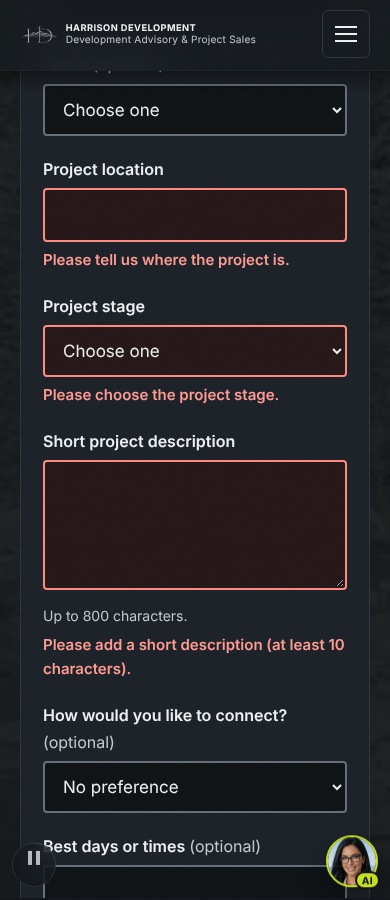 HARRISON DEVELOPMENT
Development Advisory & Project Sales
Choose one
Project location
Please tell us where the project is.
Project stage
Choose one
Please choose the project stage.
Short project description
Up to 800 characters.
Please add a short description (at least 10
characters).
How would you like to connect?
(optional)
No preference
Best days or times (optional)
AI